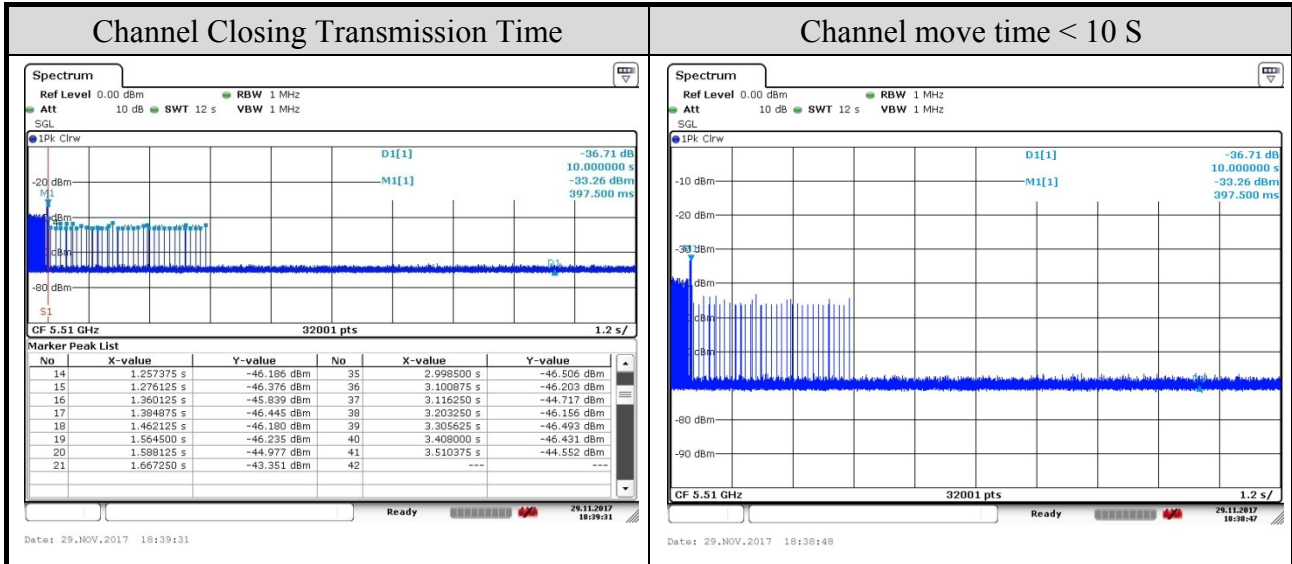 Channel Closing Transmission Time
Channel move time < 10 S
Spectrum
Ref Level 0.00 dBm RBW 1 MHz
Att 10 dB SWT 12 s VBW 1 MHz
SGL
1Pk Clrw
D1[1] -36.71 dB
10.000000 s
-20 dBm
M1[1] -33.26 dBm
397.500 ms
M1
dBm
dBm
D1
-80 dBm
S1
CF 5.51 GHz 32001 pts 1.2 s/
Marker Peak List
No X-value Y-value No X-value Y-value
14 1.257375 s -46.186 dBm 35 2.998500 s -46.506 dBm
15 1.276125 s -46.376 dBm 36 3.100875 s -46.203 dBm
16 1.360125 s -45.839 dBm 37 3.116250 s -44.717 dBm
17 1.384875 s -46.445 dBm 38 3.203250 s -46.156 dBm
18 1.462125 s -46.180 dBm 39 3.305625 s -46.493 dBm
19 1.564500 s -46.235 dBm 40 3.408000 s -46.431 dBm
20 1.588125 s -44.977 dBm 41 3.510375 s -44.552 dBm
21 1.667250 s -43.351 dBm 42 --- ---
Ready 29.11.2017
18:39:31
Date: 29.NOV.2017 18:39:31
Spectrum
Ref Level 0.00 dBm RBW 1 MHz
Att 10 dB SWT 12 s VBW 1 MHz
SGL
1Pk Clrw
D1[1] -36.71 dB
10.000000 s
-10 dBm
M1[1] -33.26 dBm
397.500 ms
-20 dBm
-30 dBm
dBm
dBm
dBm
-80 dBm
-90 dBm
CF 5.51 GHz 32001 pts 1.2 s/
Ready 29.11.2017
18:38:47
Date: 29.NOV.2017 18:38:48